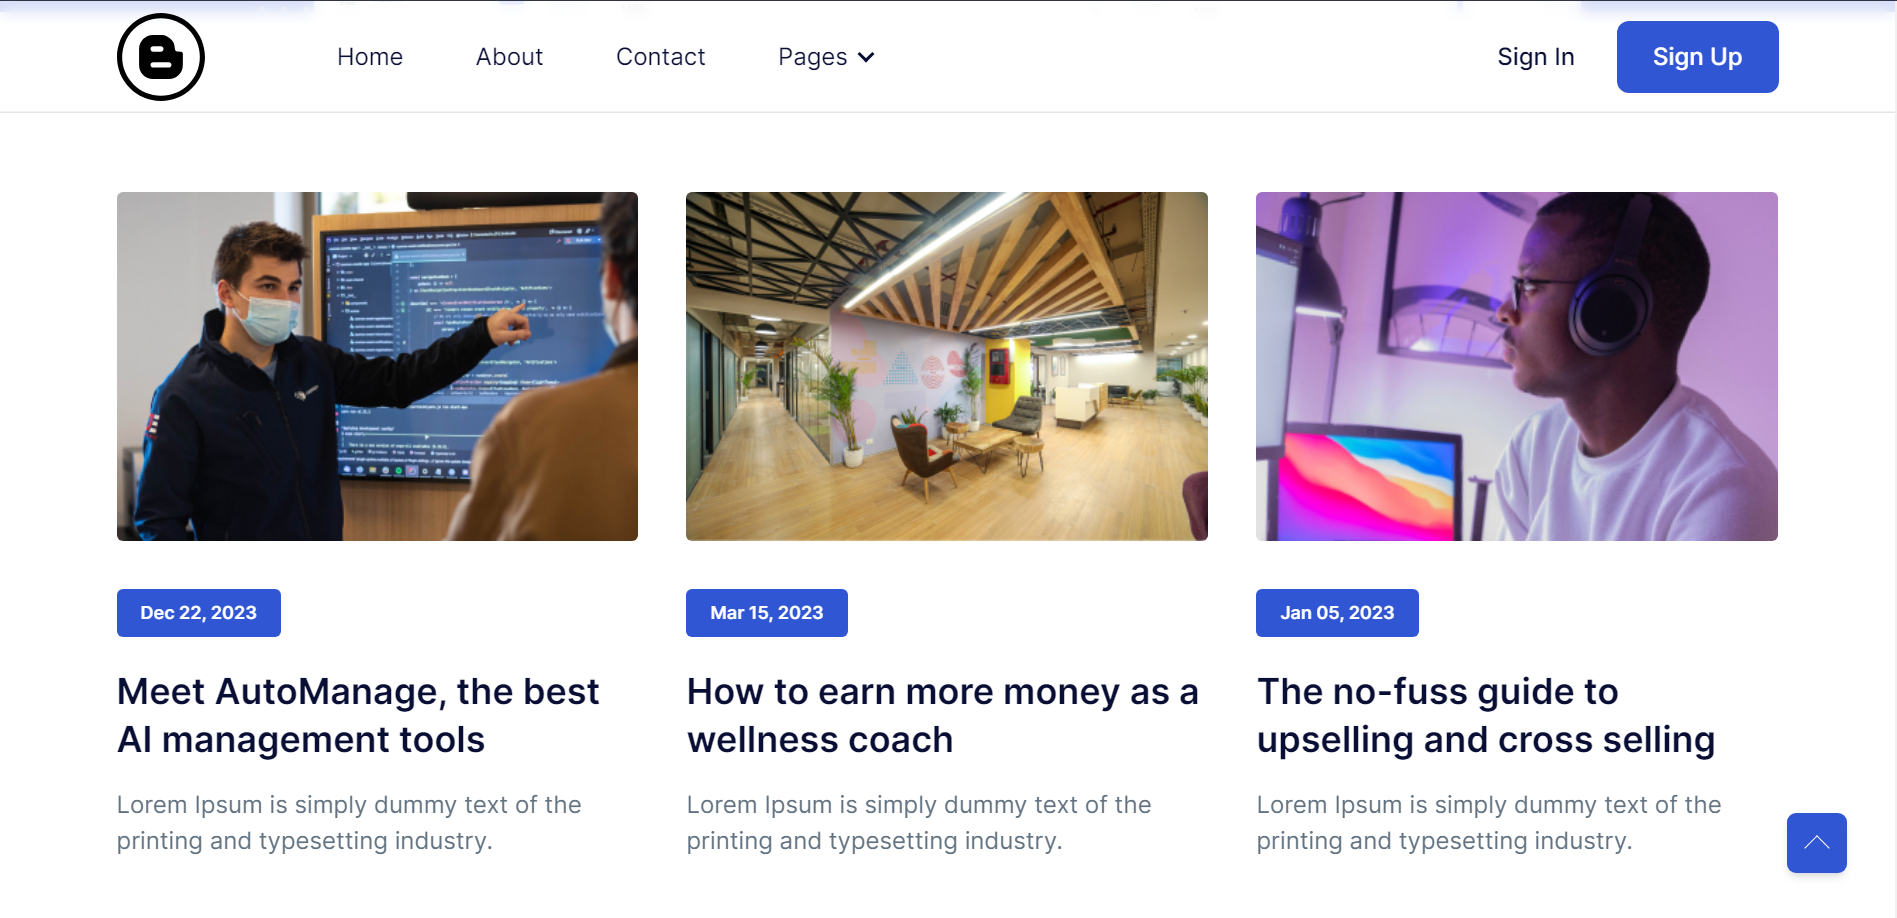 Home About Contact Pages Sign In Sign Up
Dec 22, 2023
Meet AutoManage, the best
AI management tools
Lorem Ipsum is simply dummy text of the
printing and typesetting industry.
Mar 15, 2023
How to earn more money as a
wellness coach
Lorem Ipsum is simply dummy text of the
printing and typesetting industry.
Jan 05, 2023
The no-fuss guide to
upselling and cross selling
Lorem Ipsum is simply dummy text of the
printing and typesetting industry.